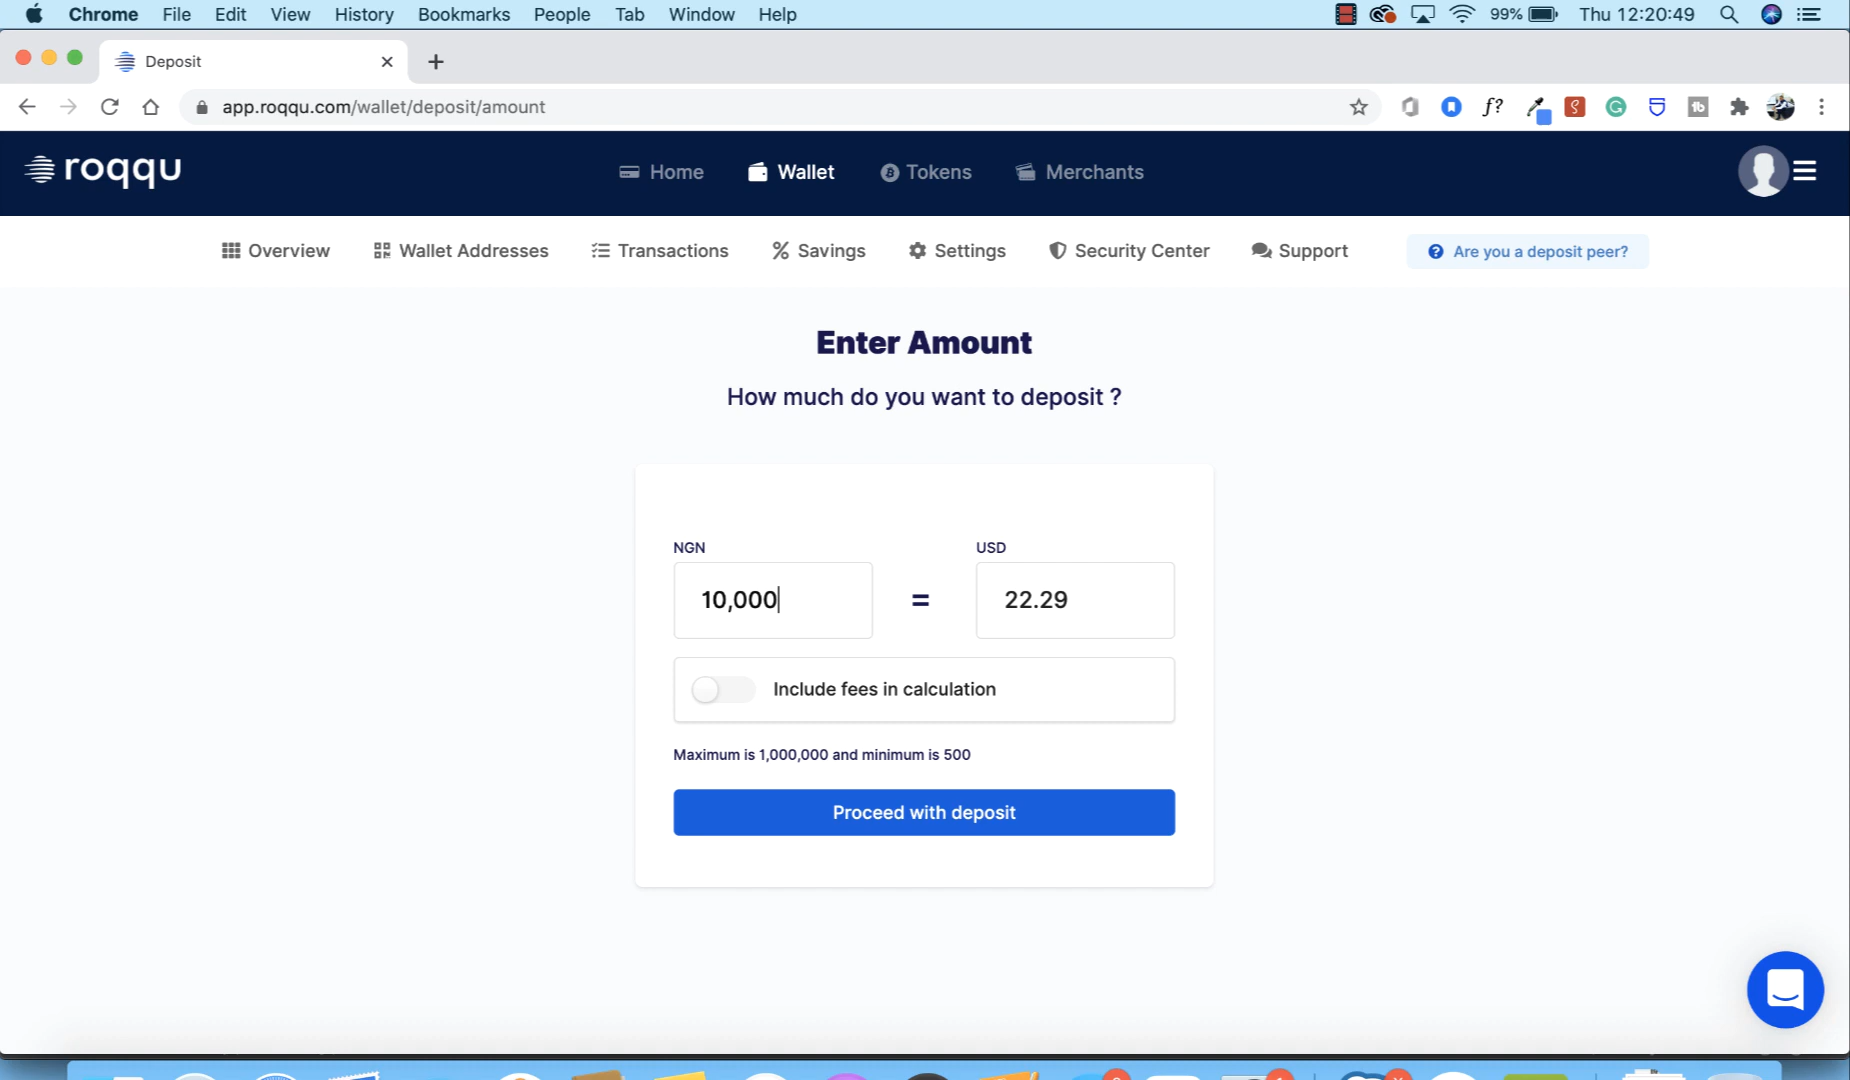 Chrome File Edit View History Bookmarks People Tab Window Help 99% Thu 12:20:49
Deposit
app.roqqu.com/wallet/deposit/amount f?
roqqu Home Wallet Tokens Merchants
Overview Wallet Addresses Transactions Savings Settings Security Center Support Are you a deposit peer?
Enter Amount
How much do you want to deposit ?
NGN USD
10,000 = 22.29
Include fees in calculation
Maximum is 1,000,000 and minimum is 500
Proceed with deposit